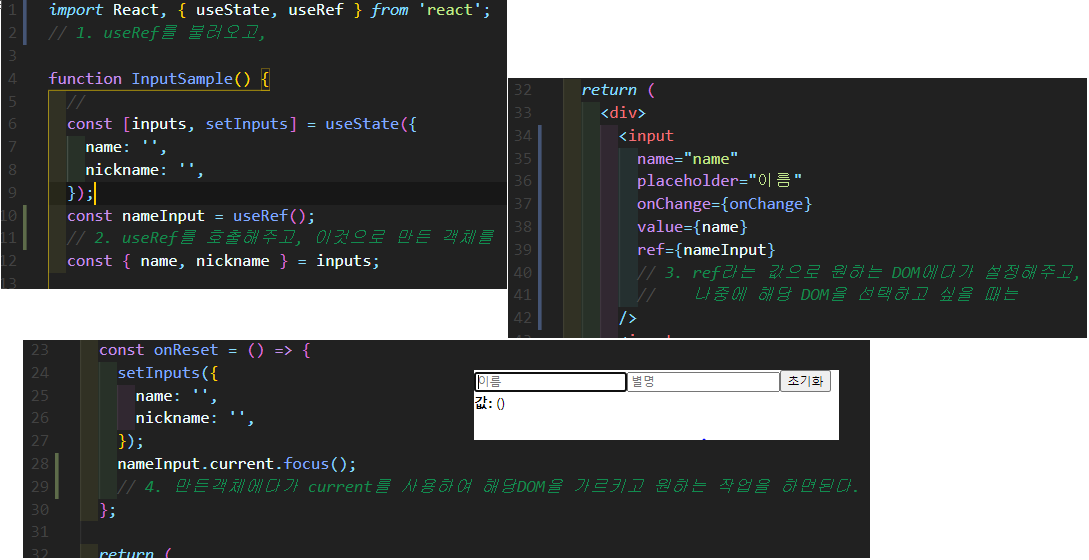 1 import React, { useState, useRef } from 'react';
2 // 1. useRef를 불러오고,
3
4 function InputSample() {
5 //
6 const [inputs, setInputs] = useState({
7 name: '',
8 nickname: '',
9 });
10 const nameInput = useRef();
11 // 2. useRef를 호출해주고, 이것으로 만든 객체를
12 const { name, nickname } = inputs;
13
32 return (
33 <div>
34 <input
35 name="name"
36 placeholder="이름"
37 onChange={onChange}
38 value={name}
39 ref={nameInput}
40 // 3. ref라는 값으로 원하는 DOM에다가 설정해주고,
41 // 나중에 해당 DOM을 선택하고 싶을 때는
42 />
23 const onReset = () => {
24 setInputs({
25 name: '',
26 nickname: '',
27 });
28 nameInput.current.focus();
29 // 4. 만든객체에다가 current를 사용하여 해당DOM을 가르키고 원하는 작업을 하면된다.
30 };
31
32 return (
이름 별명 초기화
값: ()